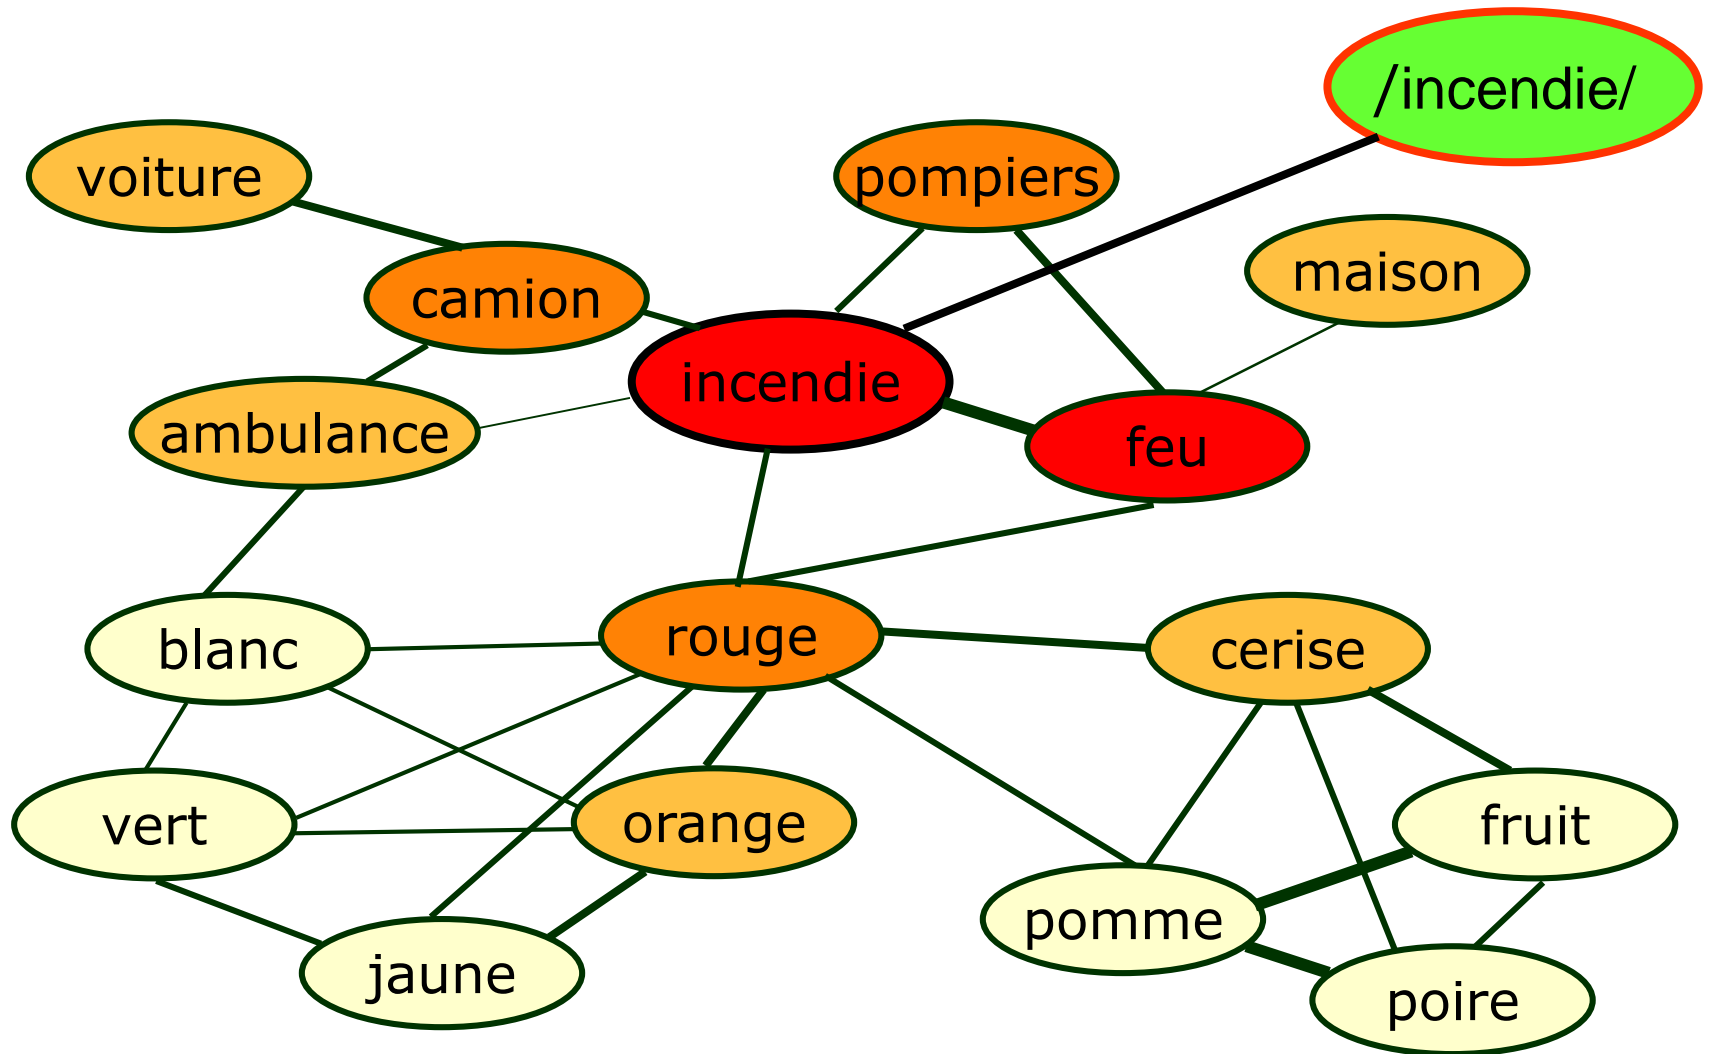 /incendie/
voiture
pompiers
maison
camion
incendie
ambulance
feu
rouge
blanc
cerise
vert
orange
fruit
pomme
jaune
poire